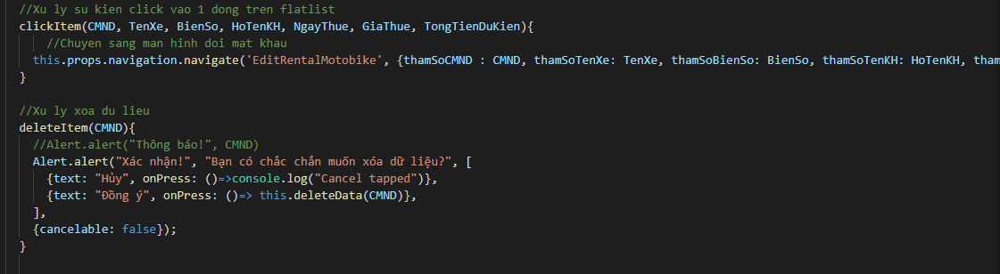 //Xu ly su kien click vao 1 dong tren flatlist
clickItem(CMND, TenXe, BienSo, HoTenKH, NgayThue, GiaThue, TongTienDuKien){
//Chuyen sang man hinh doi mat khau
this.props.navigation.navigate('EditRentalMotobike', {thamSoCMND : CMND, thamSoTenXe: TenXe, thamSoBienSo: BienSo, thamSoTenKH: HoTenKH, tham
}
//Xu ly xoa du lieu
deleteItem(CMND){
//Alert.alert("Thông báo!", CMND)
Alert.alert("Xác nhận!", "Bạn có chắc chắn muốn xóa dữ liệu?", [
{text: "Hủy", onPress: ()=>console.log("Cancel tapped")},
{text: "Đồng ý", onPress: ()=> this.deleteData(CMND)},
],
{cancelable: false});
}